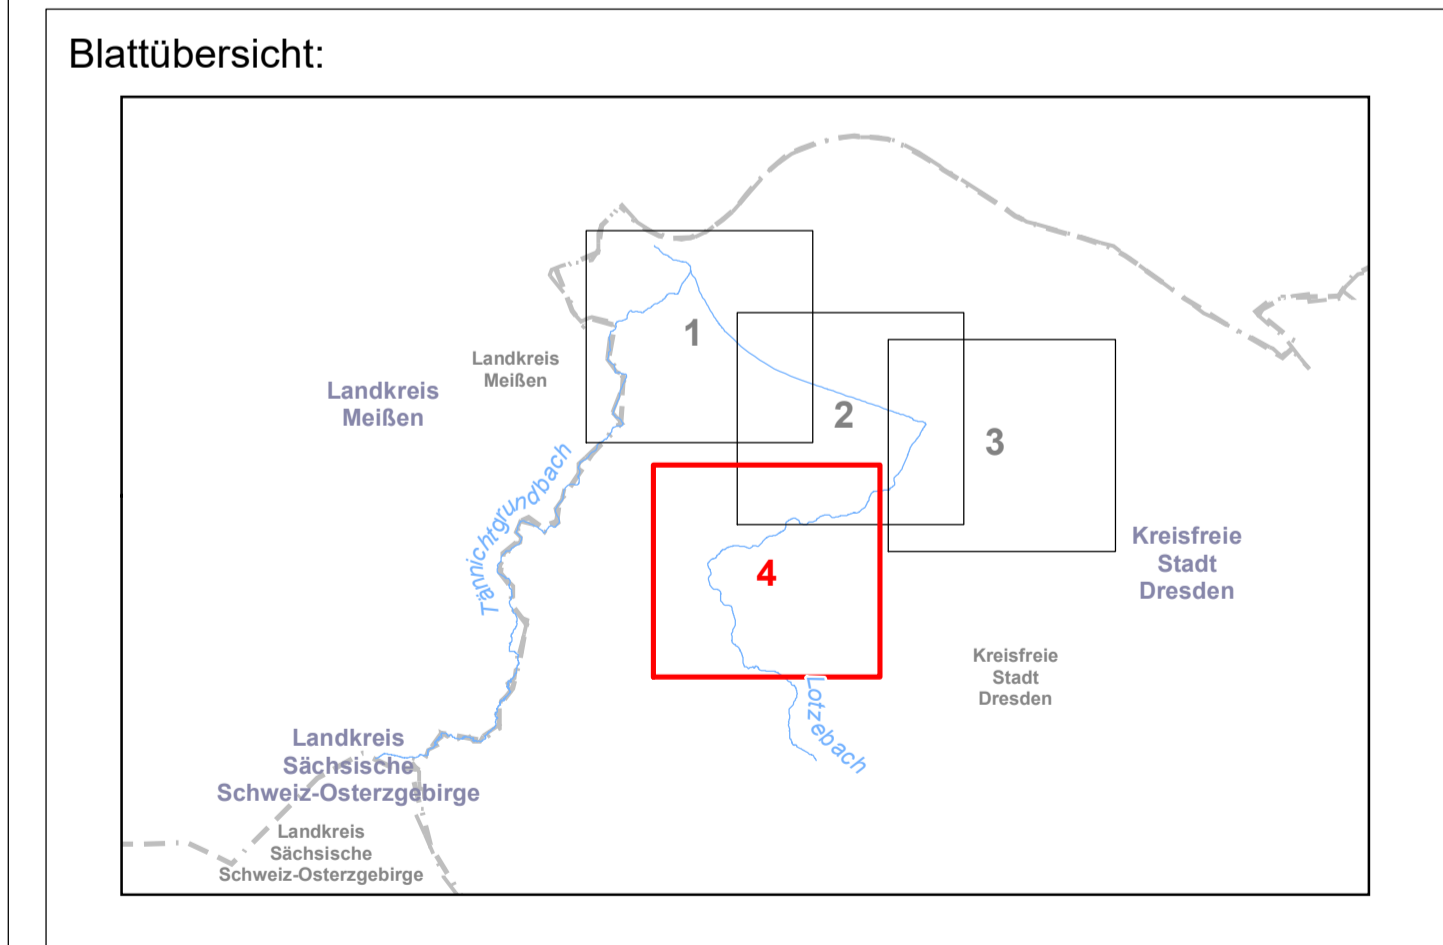 Blattübersicht:
1
Landkreis
Meißen
Landkreis
Meißen
2
3
Tännichtgrundbach
Kreisfreie
Stadt
Dresden
4
Kreisfreie
Stadt
Dresden
Lotzebach
Landkreis
Sächsische
Schweiz-Osterzgebirge
Landkreis
Sächsische
Schweiz-Osterzgebirge